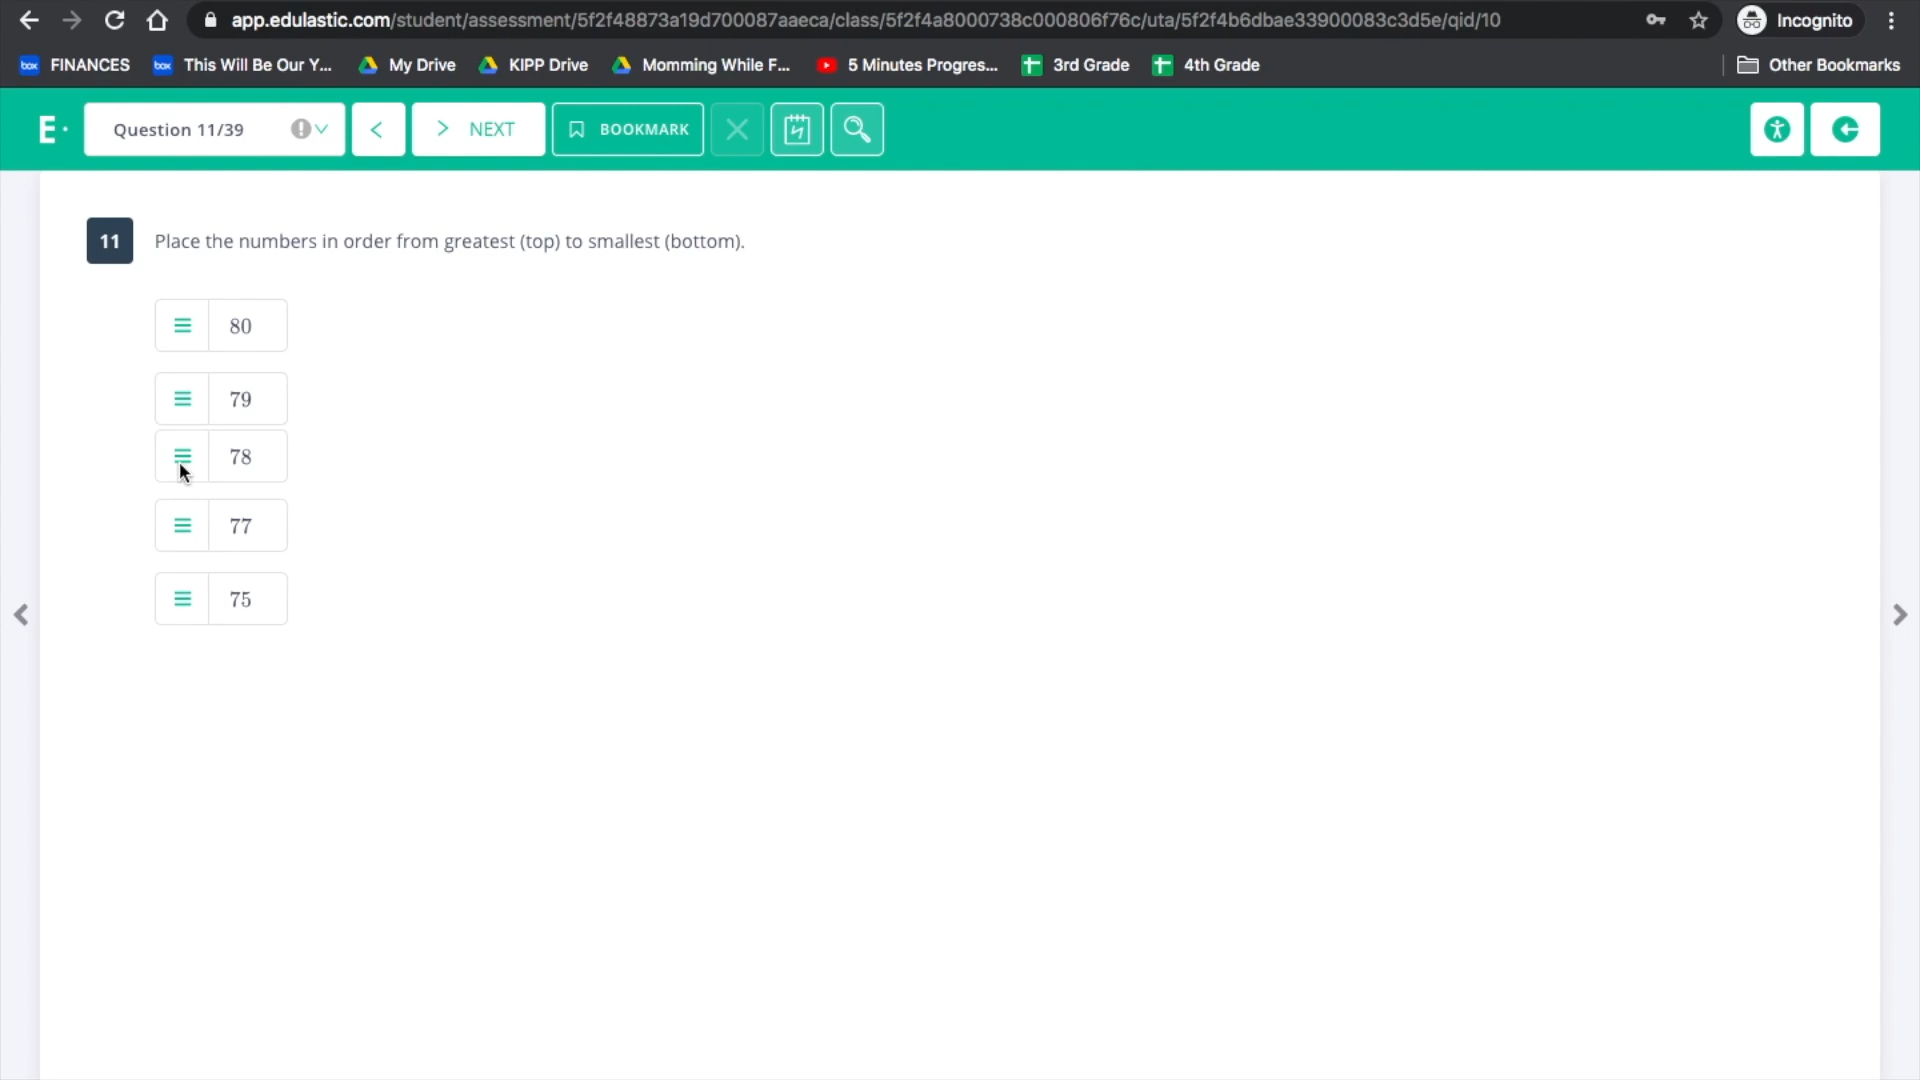 app.edulastic.com/student/assessment/5f2f48873a19d700087aaeca/class/5f2f4a8000738c000806f76c/uta/5f2f4b6dbae33900083c3d5e/qid/10
Incognito
box FINANCES box This Will Be Our Y... My Drive KIPP Drive Momming While F... 5 Minutes Progres... 3rd Grade 4th Grade Other Bookmarks
E Question 11/39 NEXT BOOKMARK
11 Place the numbers in order from greatest (top) to smallest (bottom).
80
79
78
77
75